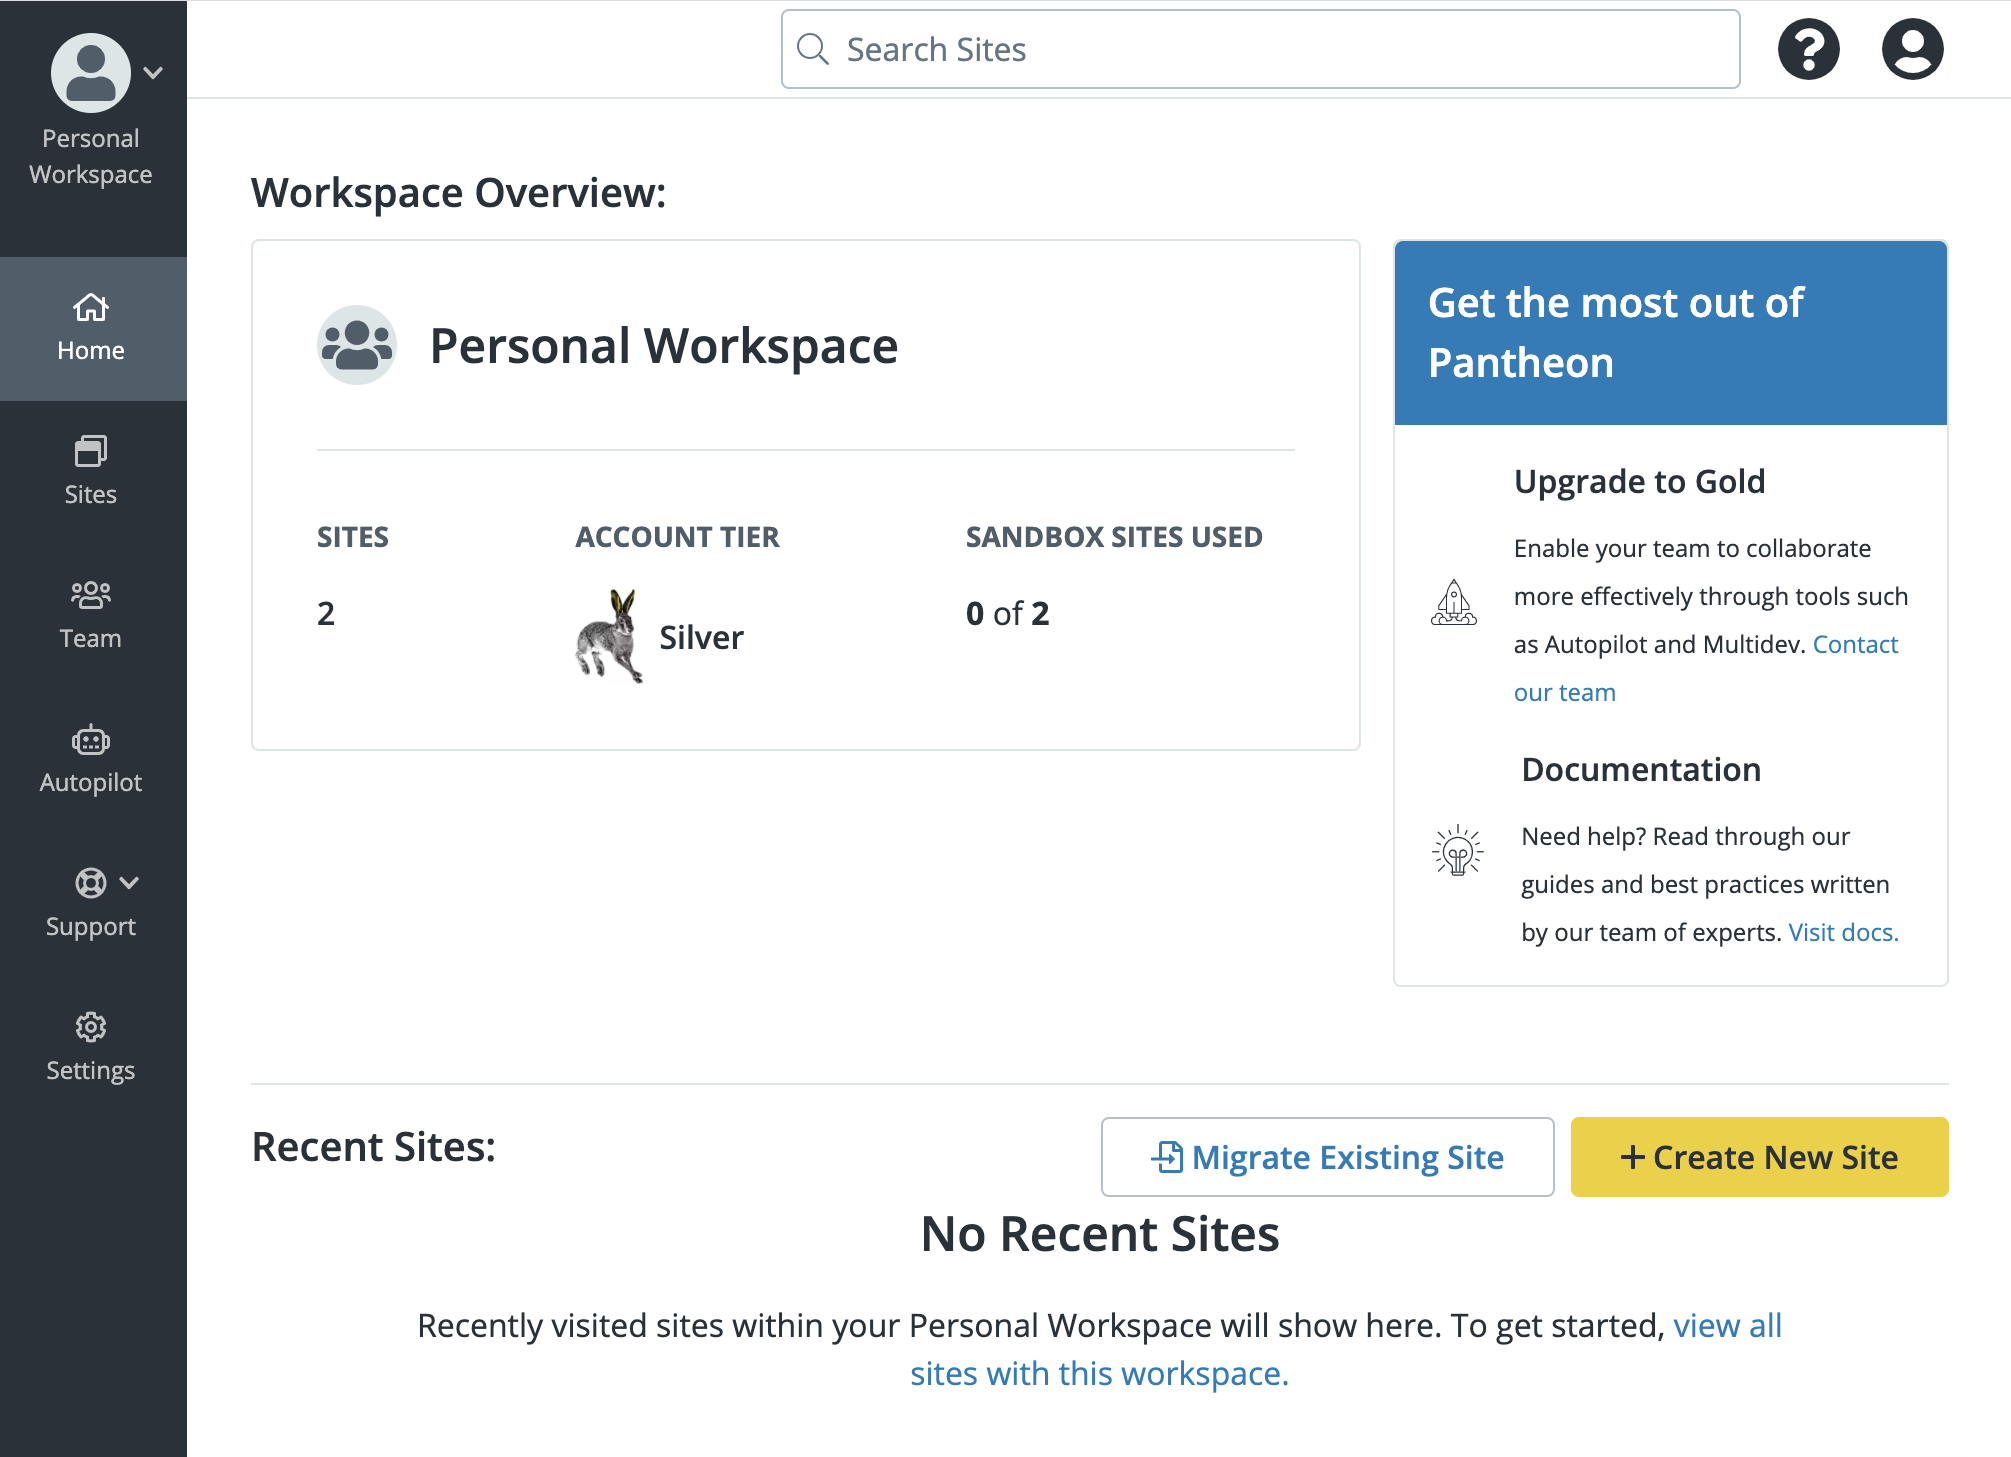 Search Sites
Personal
Workspace
Home
Sites
Team
Autopilot
Support
Settings
Workspace Overview:
Personal Workspace
SITES
2
ACCOUNT TIER
Silver
SANDBOX SITES USED
0 of 2
Get the most out of
Pantheon
Upgrade to Gold
Enable your team to collaborate
more effectively through tools such
as Autopilot and Multidev. Contact
our team
Documentation
Need help? Read through our
guides and best practices written
by our team of experts. Visit docs.
Recent Sites:
Migrate Existing Site
+ Create New Site
No Recent Sites
Recently visited sites within your Personal Workspace will show here. To get started, view all
sites with this workspace.